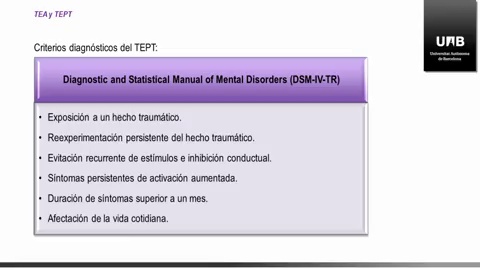 TEA y TEPT
UAB
Universitat Autònoma
de Barcelona
Criterios diagnósticos del TEPT:
Diagnostic and Statistical Manual of Mental Disorders (DSM-IV-TR)
• Exposición a un hecho traumático.
• Reexperimentación persistente del hecho traumático.
• Evitación recurrente de estímulos e inhibición conductual.
• Síntomas persistentes de activación aumentada.
• Duración de síntomas superior a un mes.
• Afectación de la vida cotidiana.